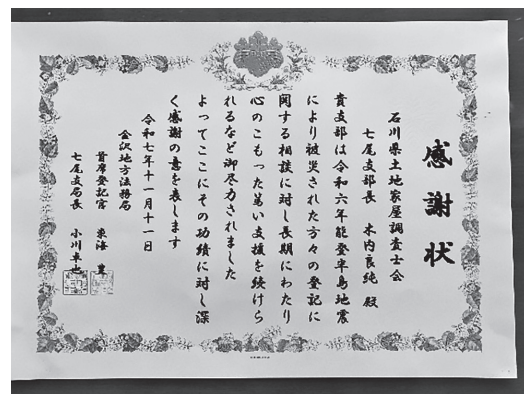 感謝状
石川県土地家屋調査士会
七尾支部長 木内良純 殿
貴支部は令和六年能登半島地震
により被災された方々の登記に
関する相談に対し長期にわたり
心のこもった篤い支援を続けら
れるなど御尽力されました
よってここにその功績に対し深
く感謝の意を表します
令和七年十一月十一日
金沢地方法務局
首席登記官 東海 豊
七尾支局長 小川卓也